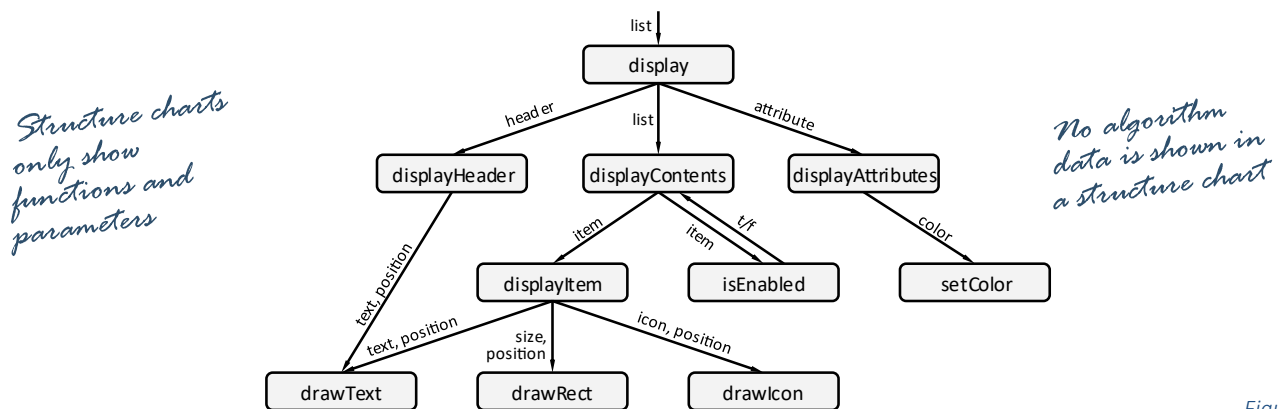 list
display
Structure charts
only show
functions and
parameters
No algorithm
data is shown in
a structure chart
header
list
attribute
displayHeader
displayContents
displayAttributes
text, position
item
item
t/f
color
displayItem
isEnabled
setColor
text, position
size,
position
icon, position
drawText
drawRect
drawIcon
Figu